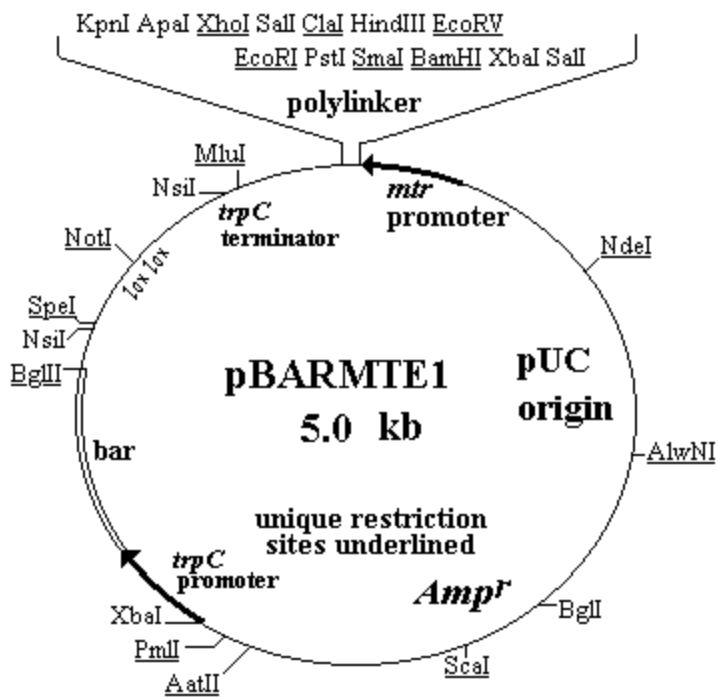 KpnI ApaI XhoI SalI ClaI HindIII EcoRV
EcoRI PstI SmaI BamHI XbaI SalI
polylinker
MluI
NsiI
mtr
promoter
trpC
terminator
NotI
lox lox
NdeI
SpeI
NsiI
BglII
pBARMTE1
5.0 kb
pUC
origin
bar
AlwNI
unique restriction
sites underlined
trpC
promoter
Ampr
XbaI
BglI
PmlI
ScaI
AatII